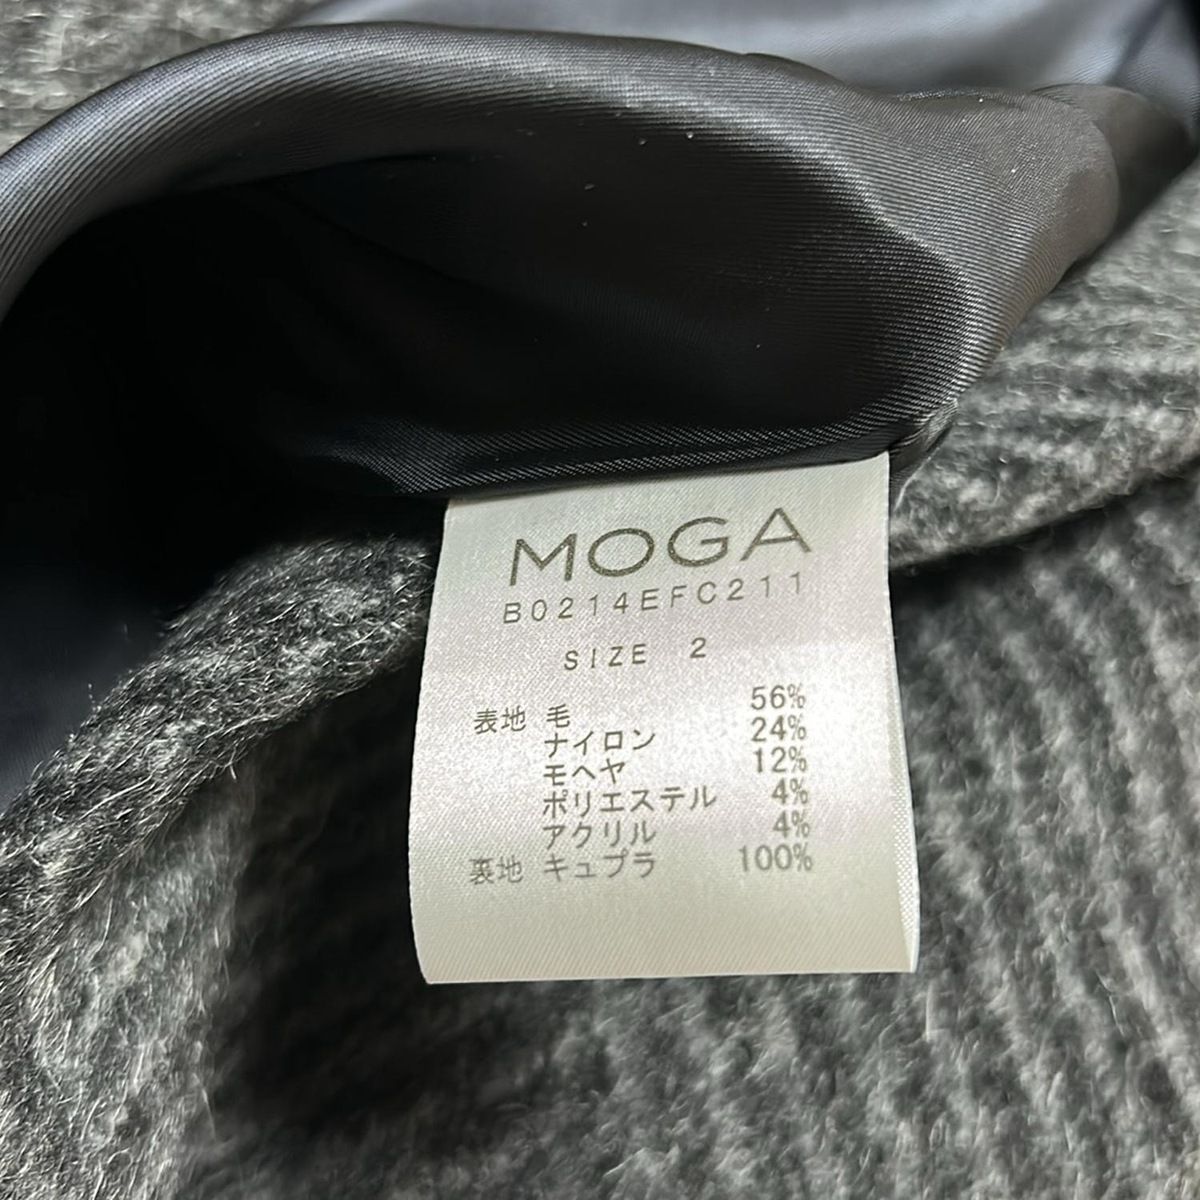 MOGA
B0214EFC211
SIZE 2
表地 毛 56%
ナイロン 24%
モヘヤ 12%
ポリエステル 4%
アクリル 4%
裏地 キュプラ 100%